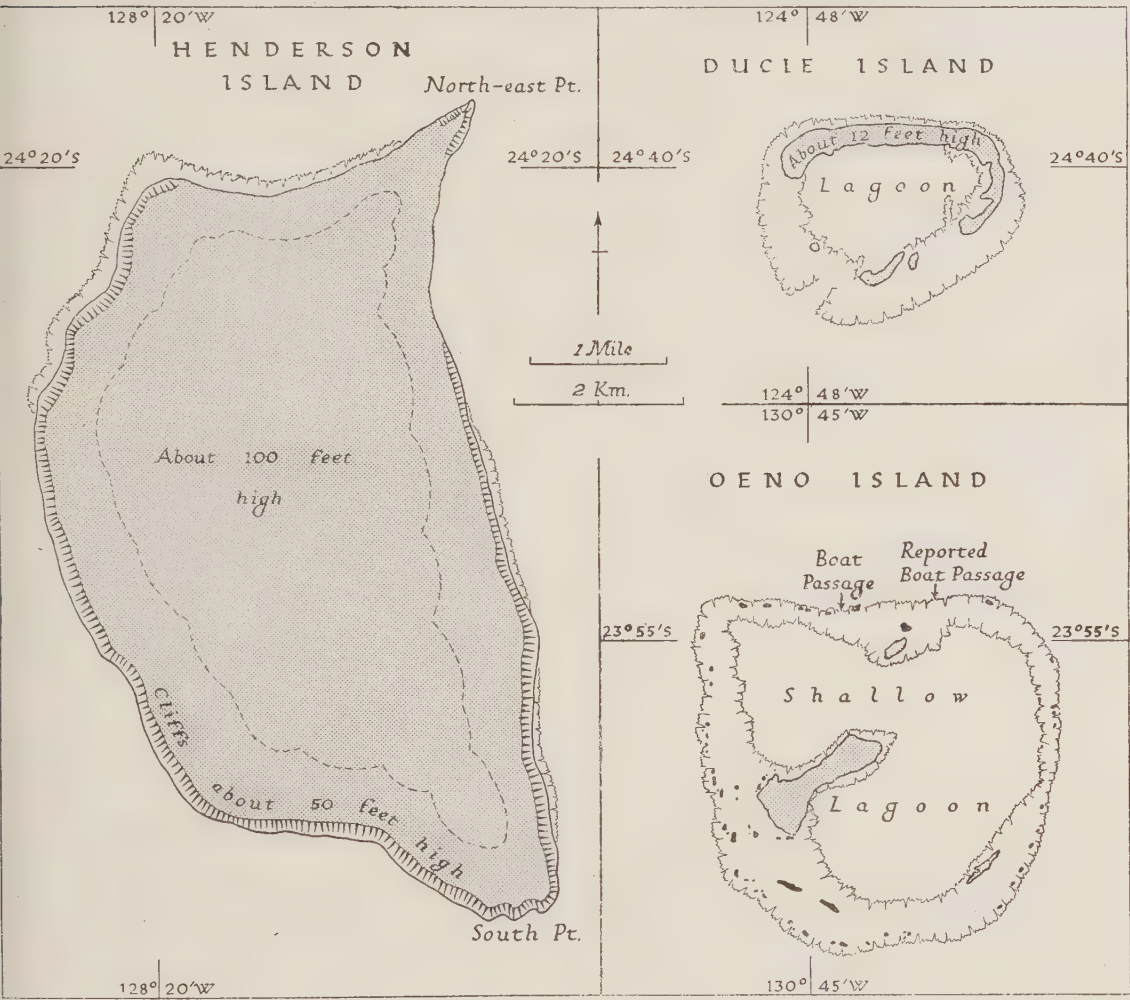 128° 20'W
HENDERSON
ISLAND
North-east Pt.
24°20'S
24°20'S
1 Mile
2 Km.
About 100 feet
high
Cliffs
about 50 feet high
South Pt.
128° 20'W
124° 48'W
DUCIE ISLAND
24°40'S
24°40'S
About 12 feet high
Lagoon
124° 48'W
130° 45'W
OENO ISLAND
Boat
Passage
Reported
Boat Passage
23°55'S
23°55'S
Shallow
Lagoon
130° 45'W